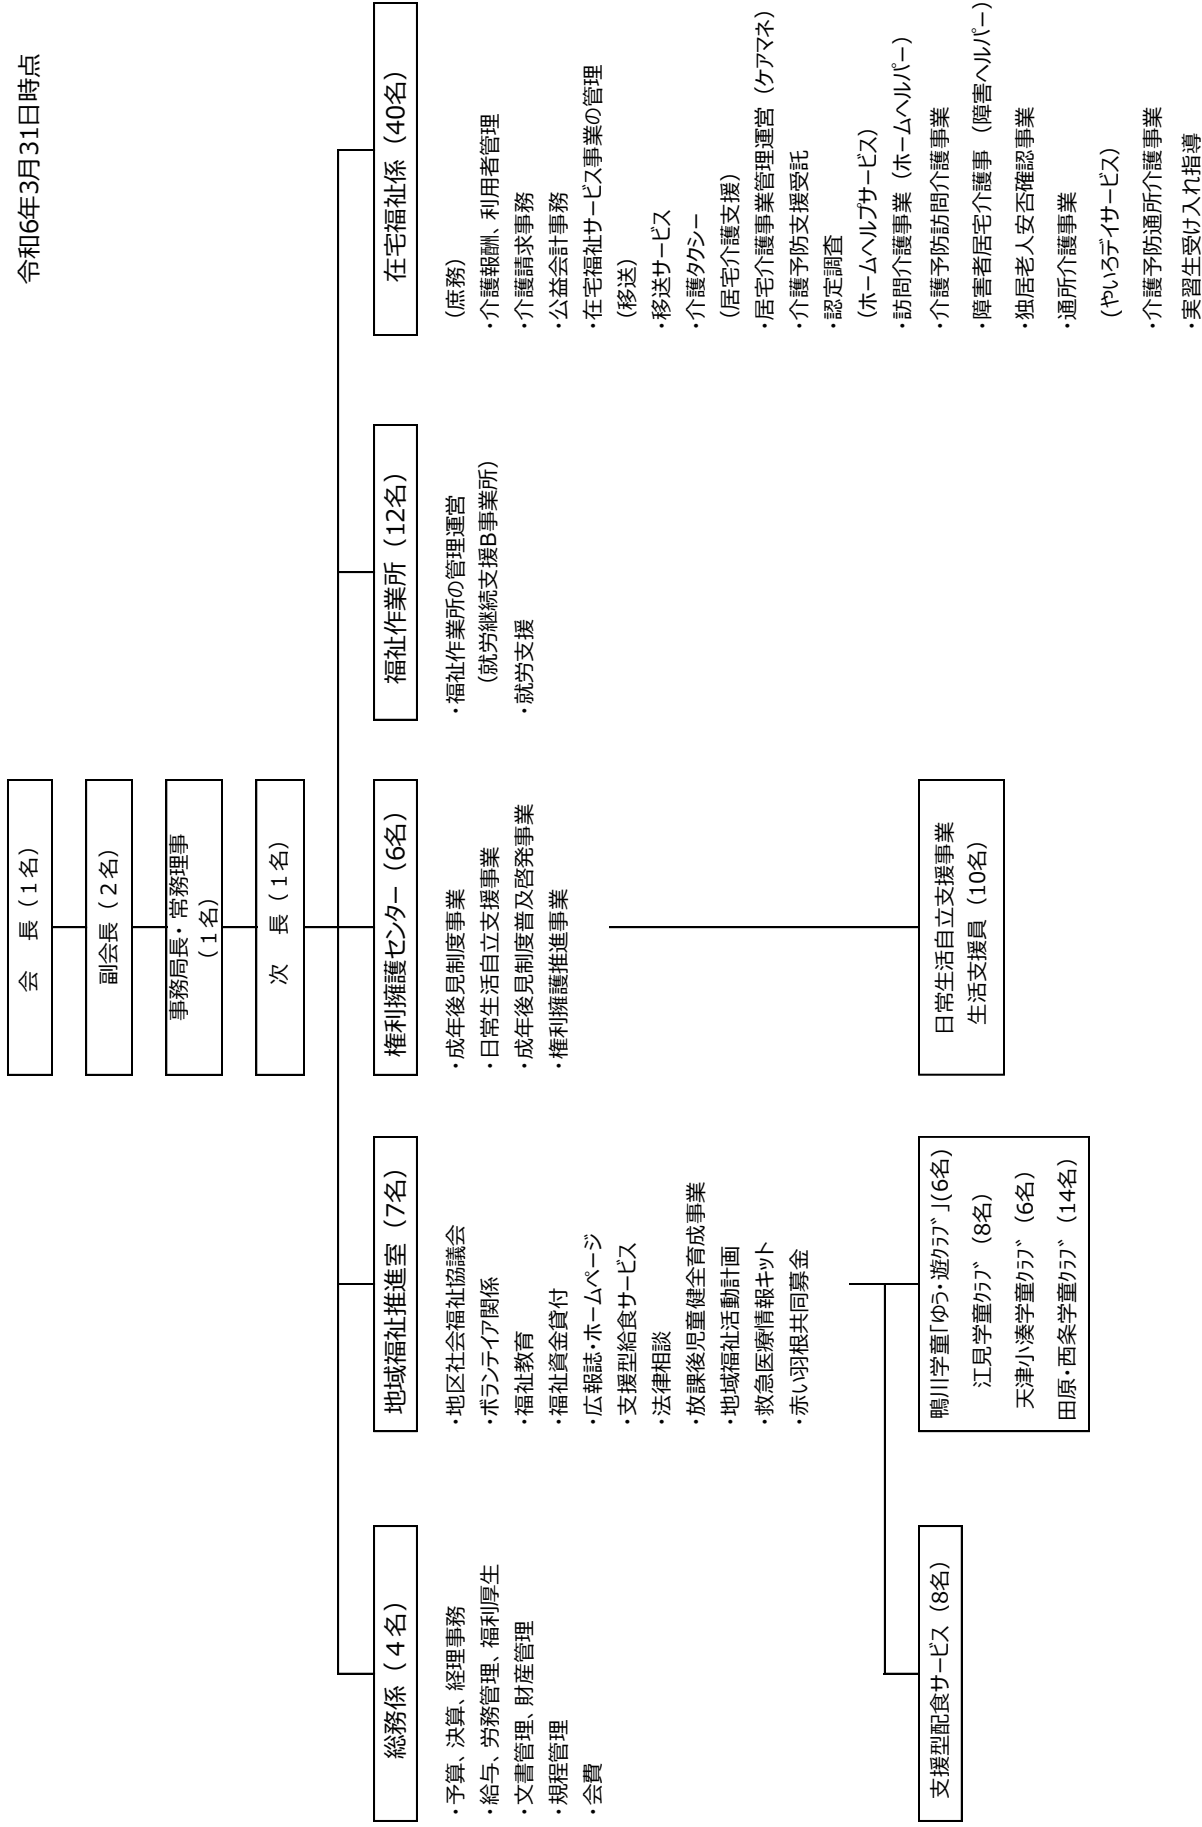 令和6年3月31日時点
会　長（1名）
副会長（2名）
事務局長・常務理事
（1名）
次　長（1名）
総務係（4名）
・予算、決算、経理事務
・給与、労務管理、福利厚生
・文書管理、財産管理
・規程管理
・会費
地域福祉推進室（7名）
・地区社会福祉協議会
・ボランテイア関係
・福祉教育
・福祉資金貸付
・広報誌・ホームページ
・支援型給食サービス
・法律相談
・放課後児童健全育成事業
・地域福祉活動計画
・救急医療情報キット
・赤い羽根共同募金
権利擁護センター（6名）
・成年後見制度事業
・日常生活自立支援事業
・成年後見制度普及啓発事業
・権利擁護推進事業
福祉作業所（12名）
・福祉作業所の管理運営
（就労継続支援B事業所）
・就労支援
在宅福祉係（40名）
（庶務）
・介護報酬、利用者管理
・介護請求事務
・公益会計事務
・在宅福祉サービス事業の管理
（移送）
・移送サービス
・介護タクシー
（居宅介護支援）
・居宅介護事業管理運営（ケアマネ）
・介護予防支援受託
・認定調査
（ホームヘルプサービス）
・訪問介護事業（ホームヘルパー）
・介護予防訪問介護事業
・障害者居宅介護事（障害ヘルパー）
・独居老人安否確認事業
・通所介護事業
（やいろデイサービス）
・介護予防通所介護事業
・実習生受け入れ指導
支援型配食サービス（8名）
鴨川学童｢ゆう・遊ｸﾗﾌﾞ｣(6名)
江見学童ｸﾗﾌﾞ（8名）
天津小湊学童ｸﾗﾌﾞ（6名）
田原・西条学童ｸﾗﾌﾞ（14名）
日常生活自立支援事業
生活支援員（10名）